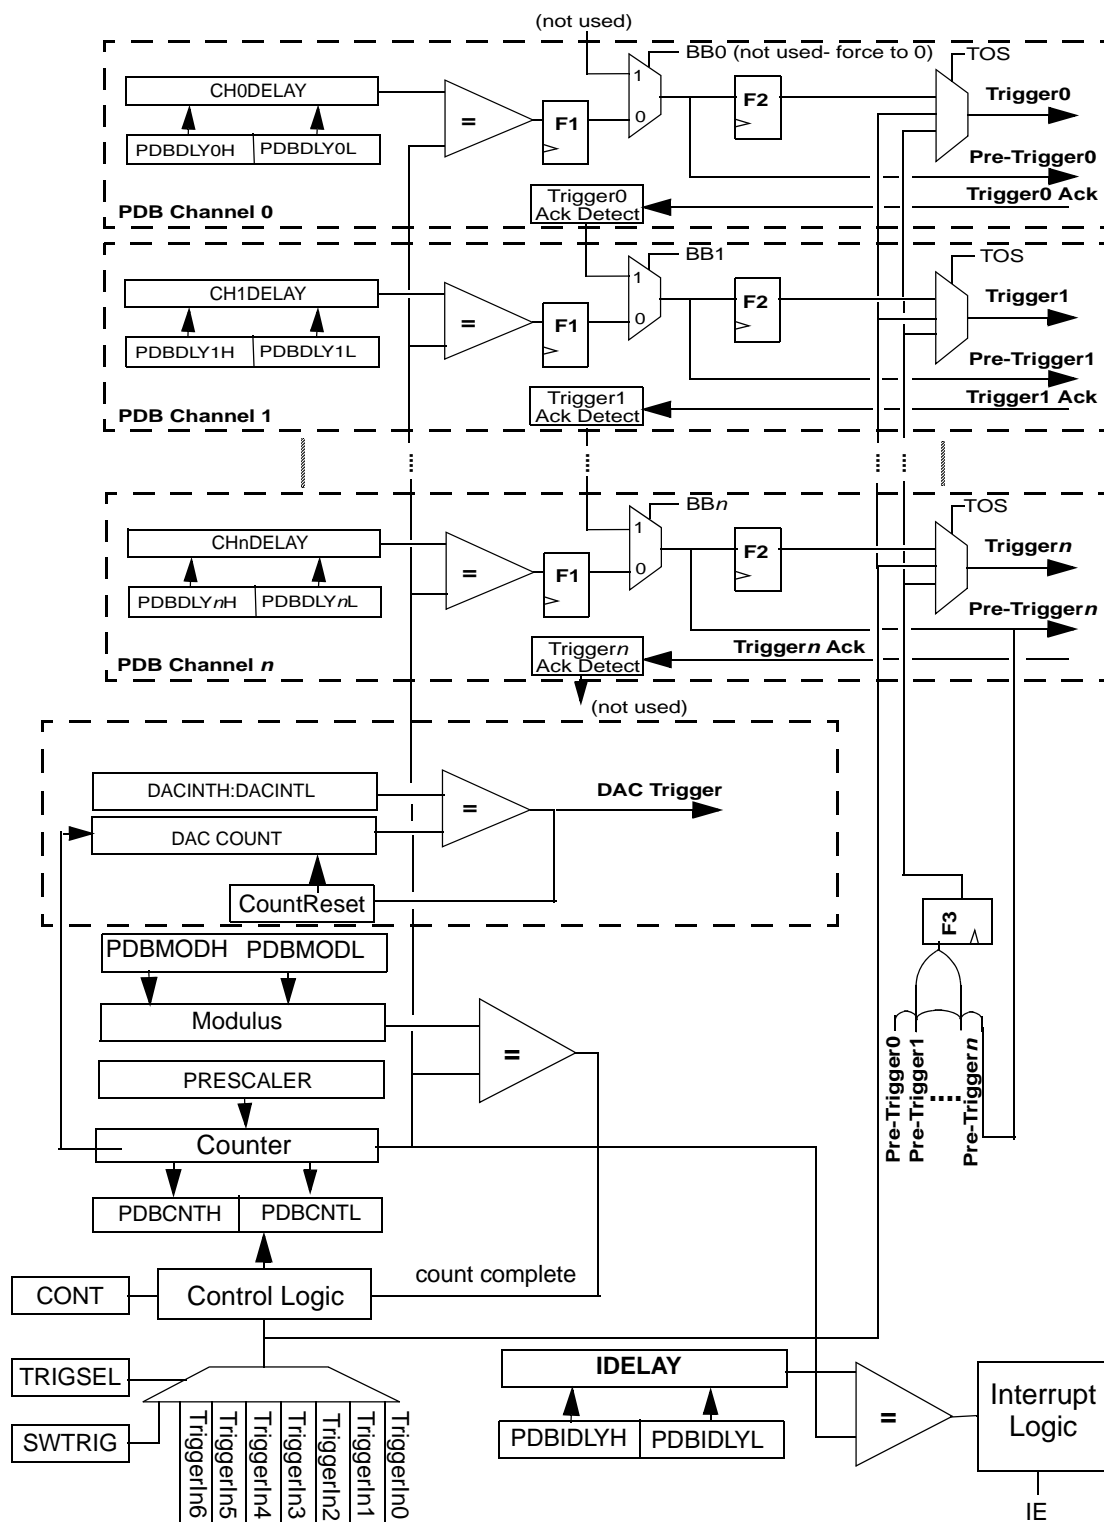 (not used)
BB0 (not used- force to 0)
TOS
CH0DELAY
1
=
F1
0
F2
Trigger0
PDBDLY0H
PDBDLY0L
Pre-Trigger0
Trigger0
Ack Detect
Trigger0 Ack
PDB Channel 0
BB1
TOS
CH1DELAY
1
=
F1
0
F2
Trigger1
PDBDLY1H
PDBDLY1L
Pre-Trigger1
Trigger1
Ack Detect
Trigger1 Ack
PDB Channel 1
BBn
TOS
CHnDELAY
1
=
F1
0
F2
Triggern
PDBDLYnH
PDBDLYnL
Pre-Triggern
Triggern
Ack Detect
Triggern Ack
PDB Channel n
(not used)
DACINTH:DACINTL
=
DAC Trigger
DAC COUNT
CountReset
F3
PDBMODH
PDBMODL
Modulus
=
PRESCALER
Pre-Trigger0
Pre-Trigger1
.....
Pre-Triggern
Counter
PDBCNTH
PDBCNTL
count complete
CONT
Control Logic
TRIGSEL
IDELAY
=
Interrupt
Logic
SWTRIG
PDBIDLYH
PDBIDLYL
TriggerIn6
TriggerIn5
TriggerIn4
TriggerIn3
TriggerIn2
TriggerIn1
TriggerIn0
IE